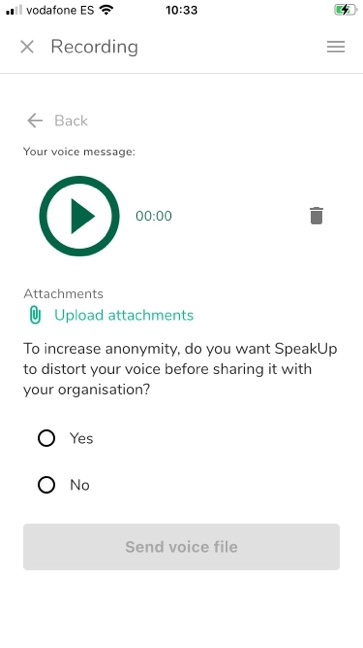 vodafone ES 10:33
Recording
Back
Your voice message:
00:00
Attachments
Upload attachments
To increase anonymity, do you want SpeakUp
to distort your voice before sharing it with
your organisation?
Yes
No
Send voice file